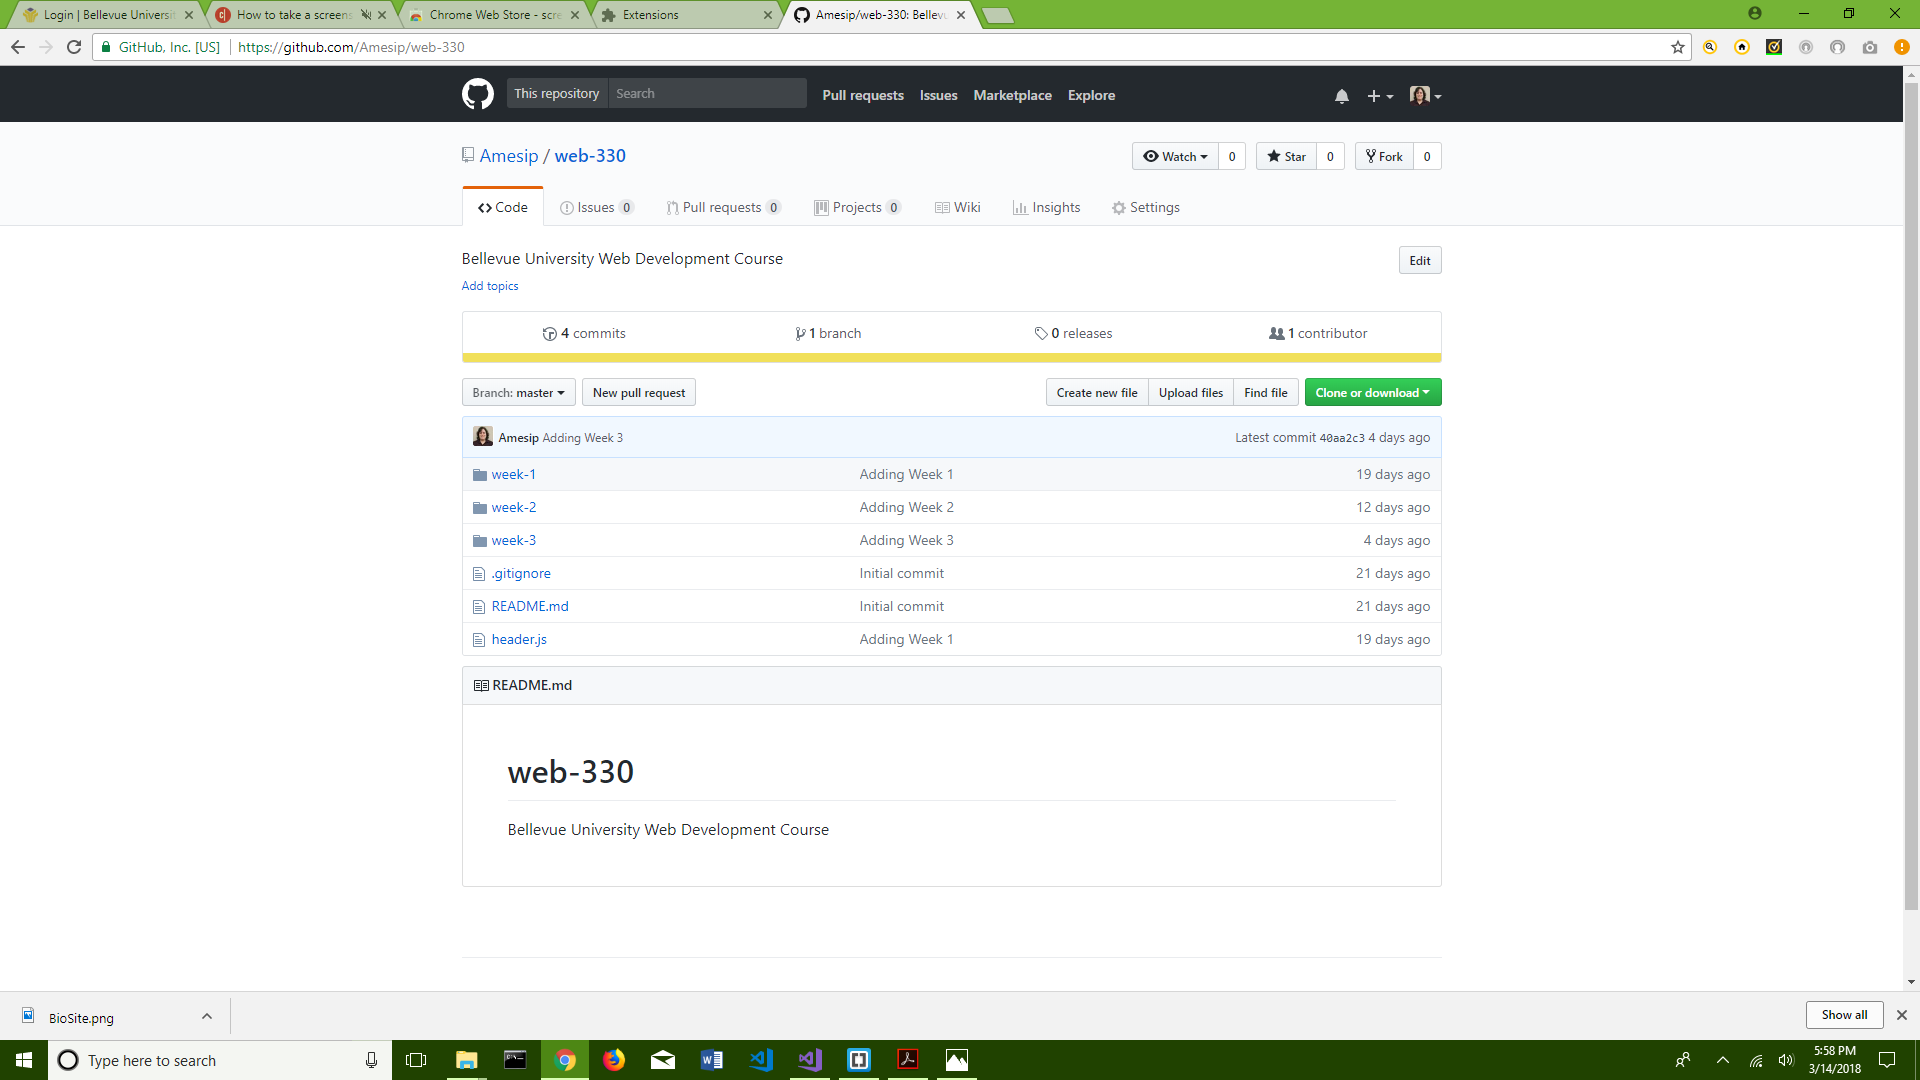 Login | Bellevue Universit
How to take a screens
Chrome Web Store - scre
Extensions
Amesip/web-330: Bellevu
GitHub, Inc. [US] https://github.com/Amesip/web-330
This repository Search Pull requests Issues Marketplace Explore
Amesip / web-330
Watch 0 Star 0 Fork 0
Code Issues 0 Pull requests 0 Projects 0 Wiki Insights Settings
Bellevue University Web Development Course
Edit
Add topics
4 commits 1 branch 0 releases 1 contributor
Branch: master New pull request Create new file Upload files Find file Clone or download
Amesip Adding Week 3 Latest commit 40aa2c3 4 days ago
week-1 Adding Week 1 19 days ago
week-2 Adding Week 2 12 days ago
week-3 Adding Week 3 4 days ago
.gitignore Initial commit 21 days ago
README.md Initial commit 21 days ago
header.js Adding Week 1 19 days ago
README.md
web-330
Bellevue University Web Development Course
BioSite.png
Show all
Type here to search
5:58 PM
3/14/2018